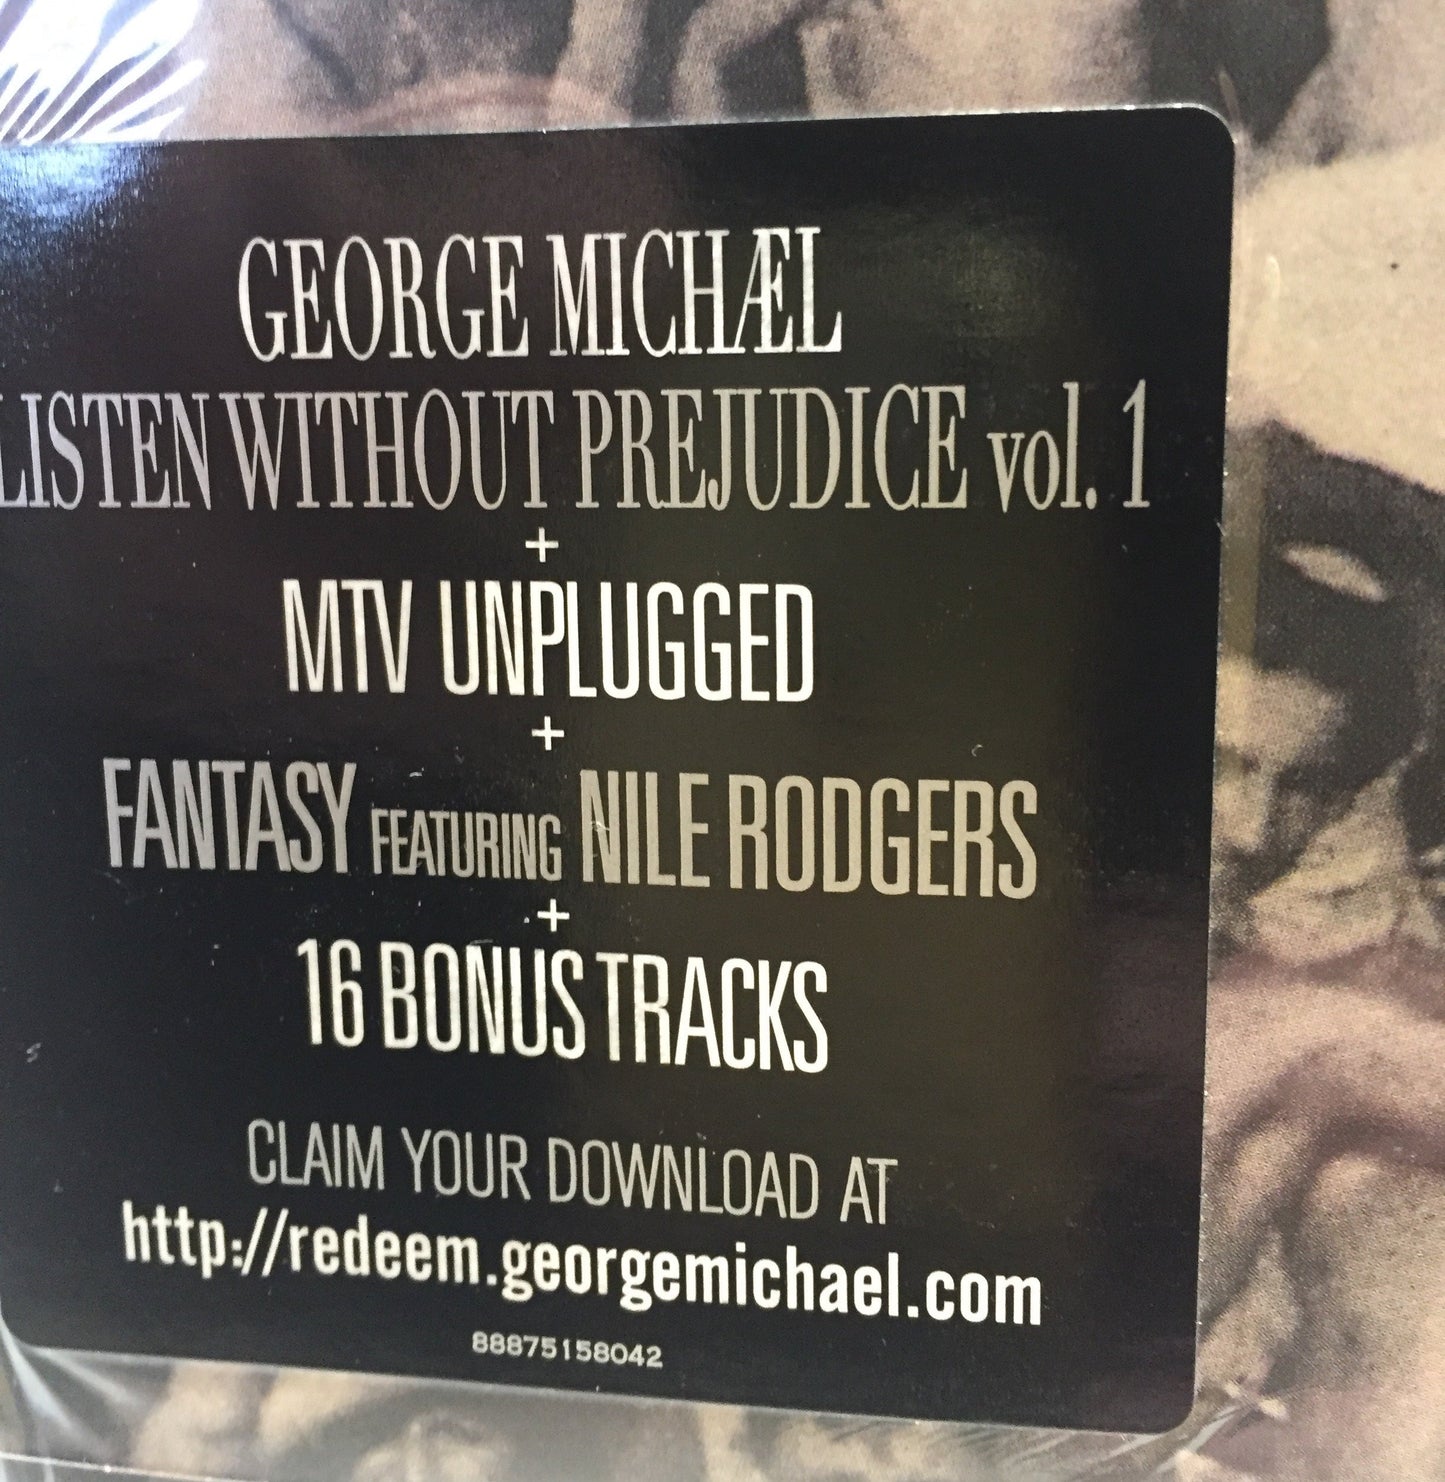 GEORGE MICHÆL
LISTEN WITHOUT PREJUDICE vol. 1
+
MTV UNPLUGGED
+
FANTASY FEATURING NILE RODGERS
+
16 BONUS TRACKS
CLAIM YOUR DOWNLOAD AT
http://redeem.georgemichael.com
88875158042